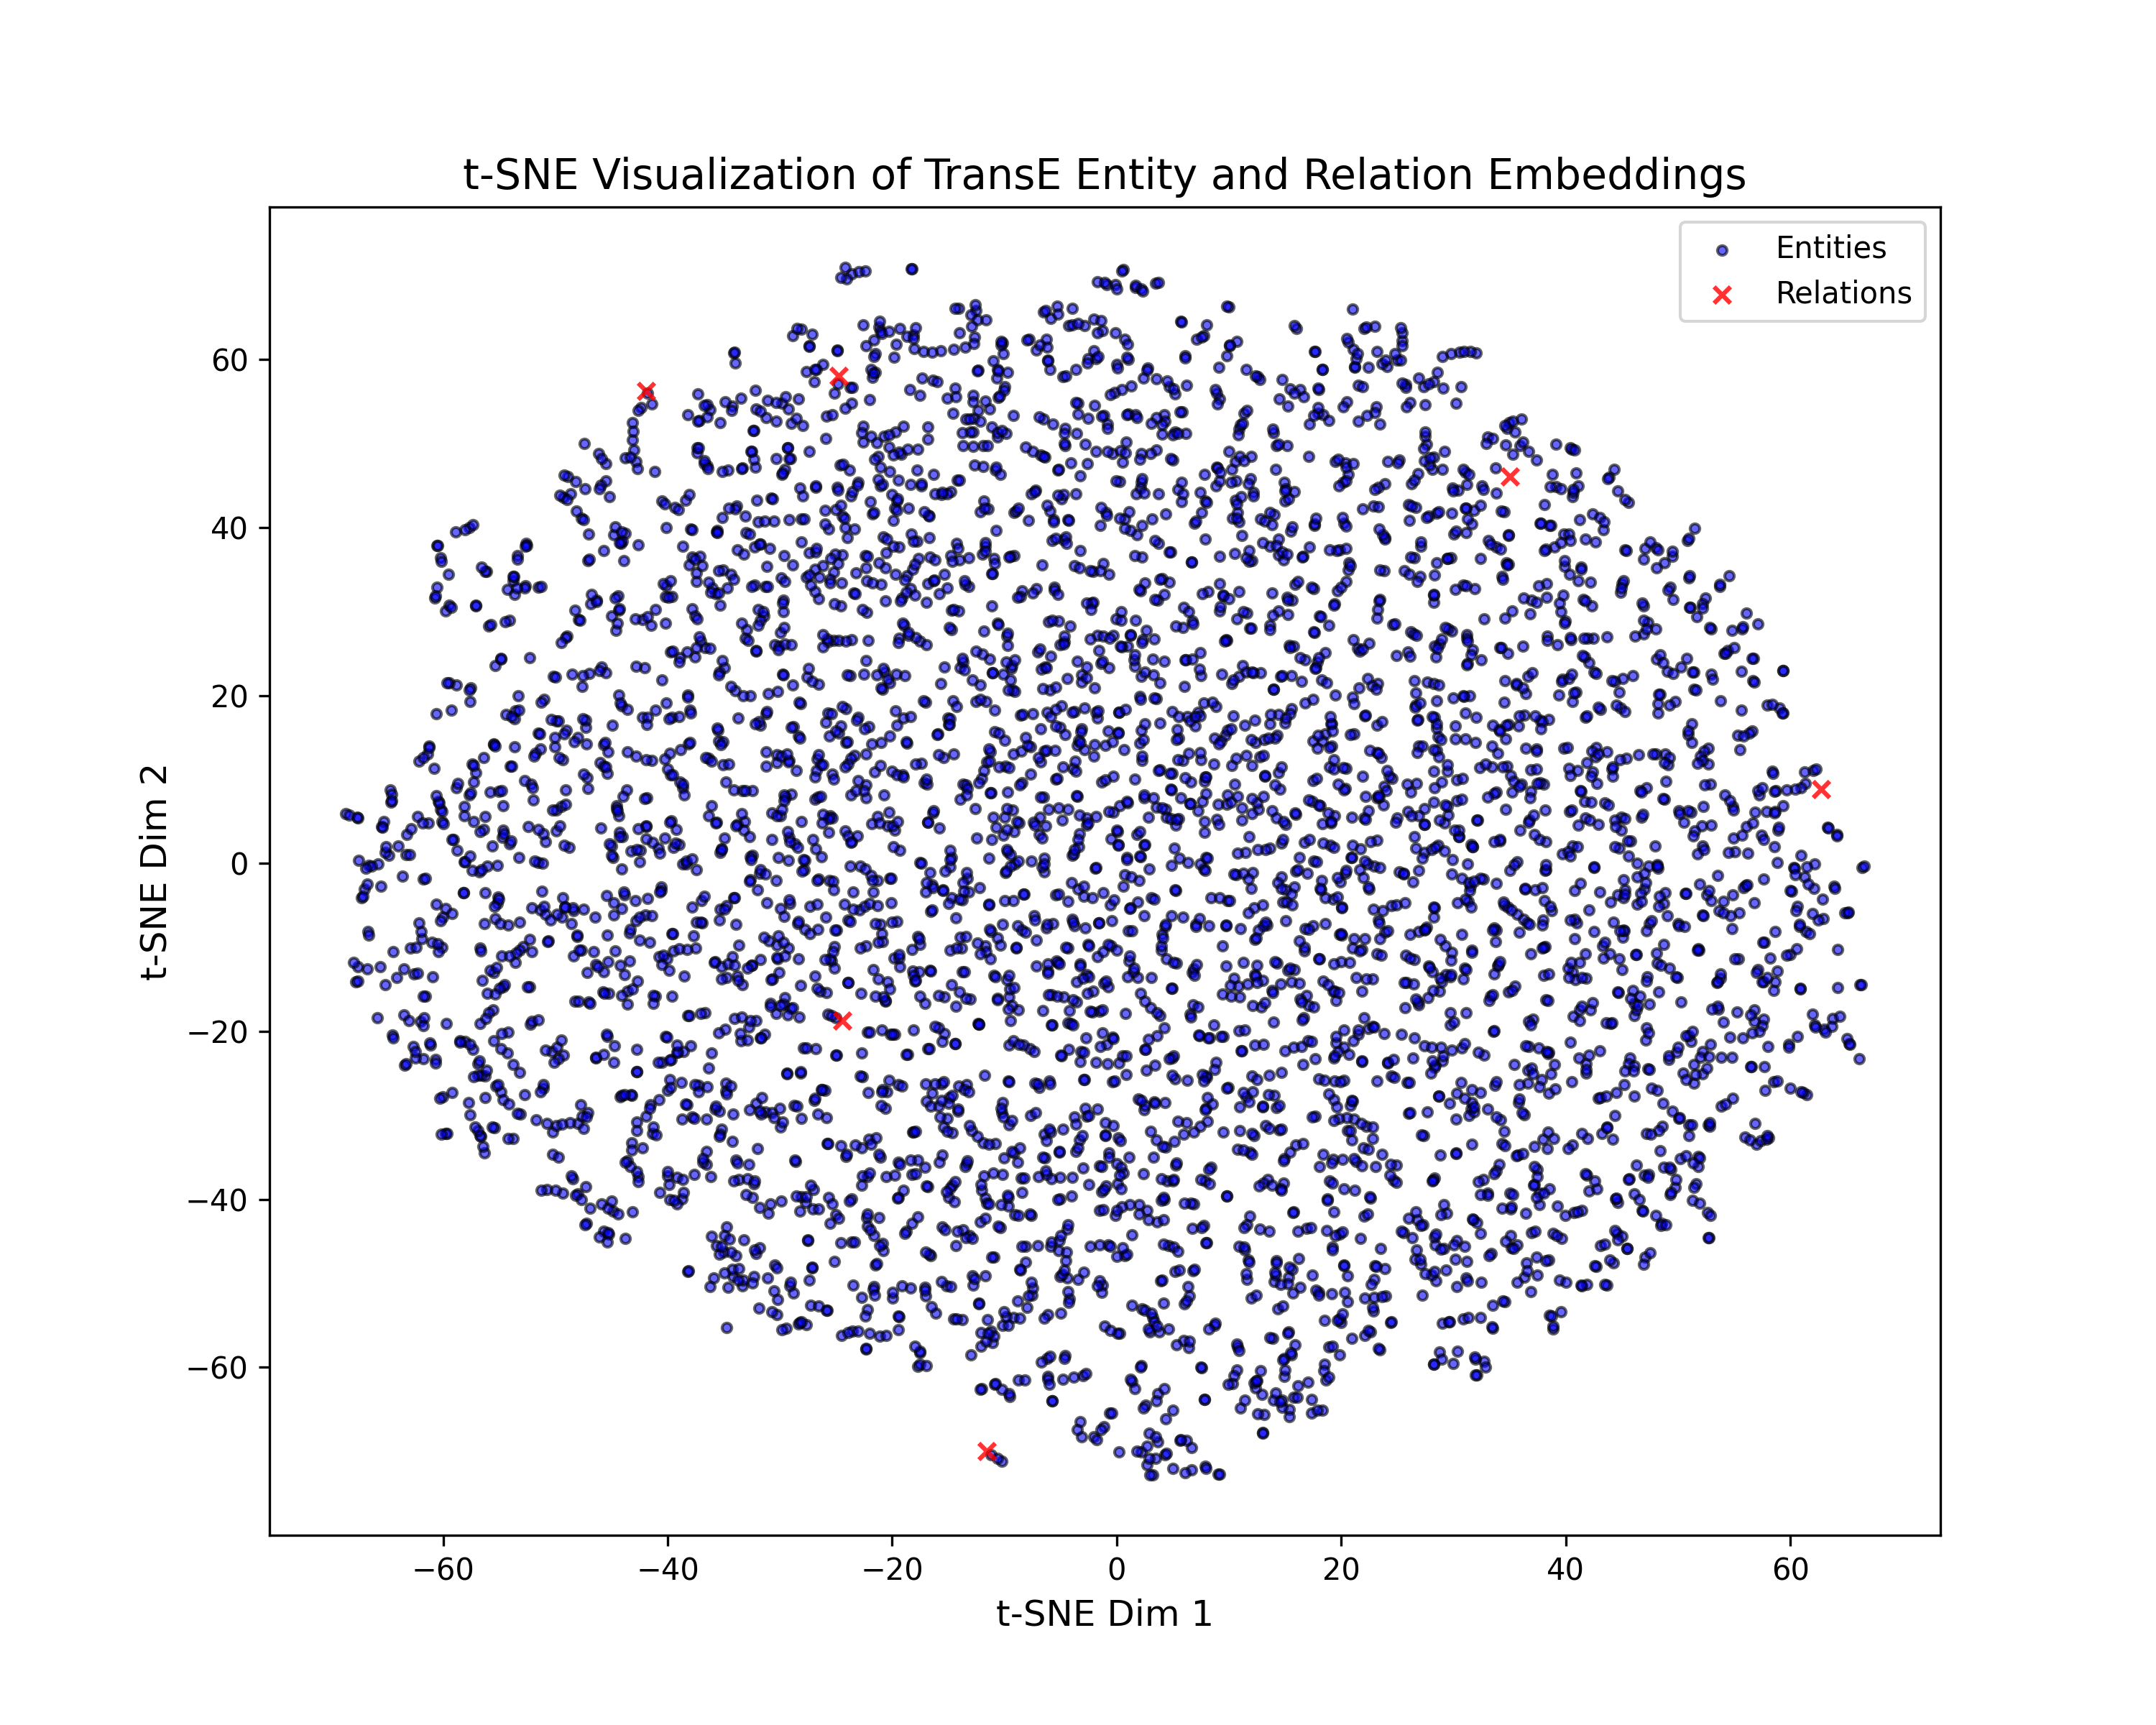 t-SNE Visualization of TransE Entity and Relation Embeddings
Entities
Relations
60
40
20
0
−20
−40
−60
t-SNE Dim 2
−60
−40
−20
0
20
40
60
t-SNE Dim 1